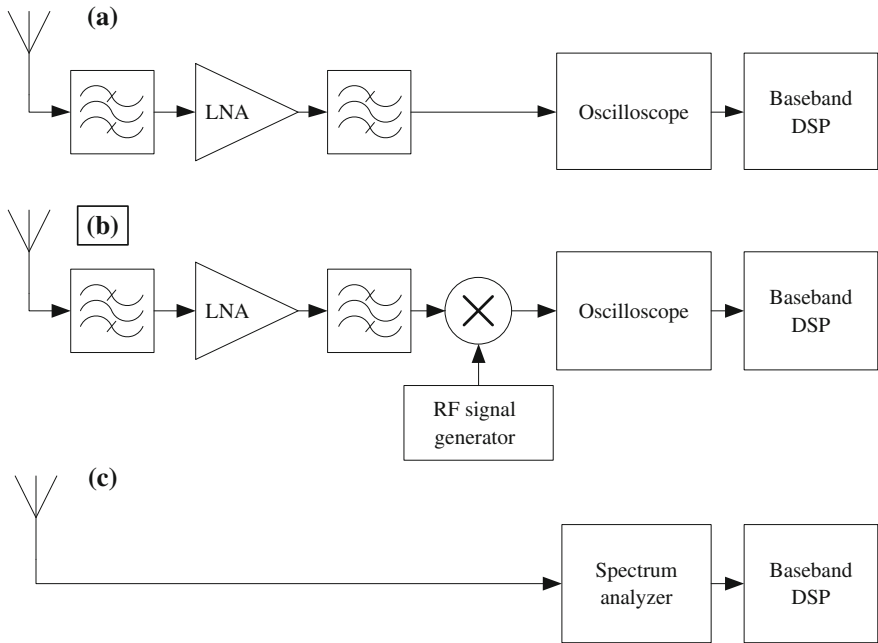 (a)
LNA
Oscilloscope
Baseband
DSP
(b)
LNA
Oscilloscope
Baseband
DSP
RF signal
generator
(c)
Spectrum
analyzer
Baseband
DSP